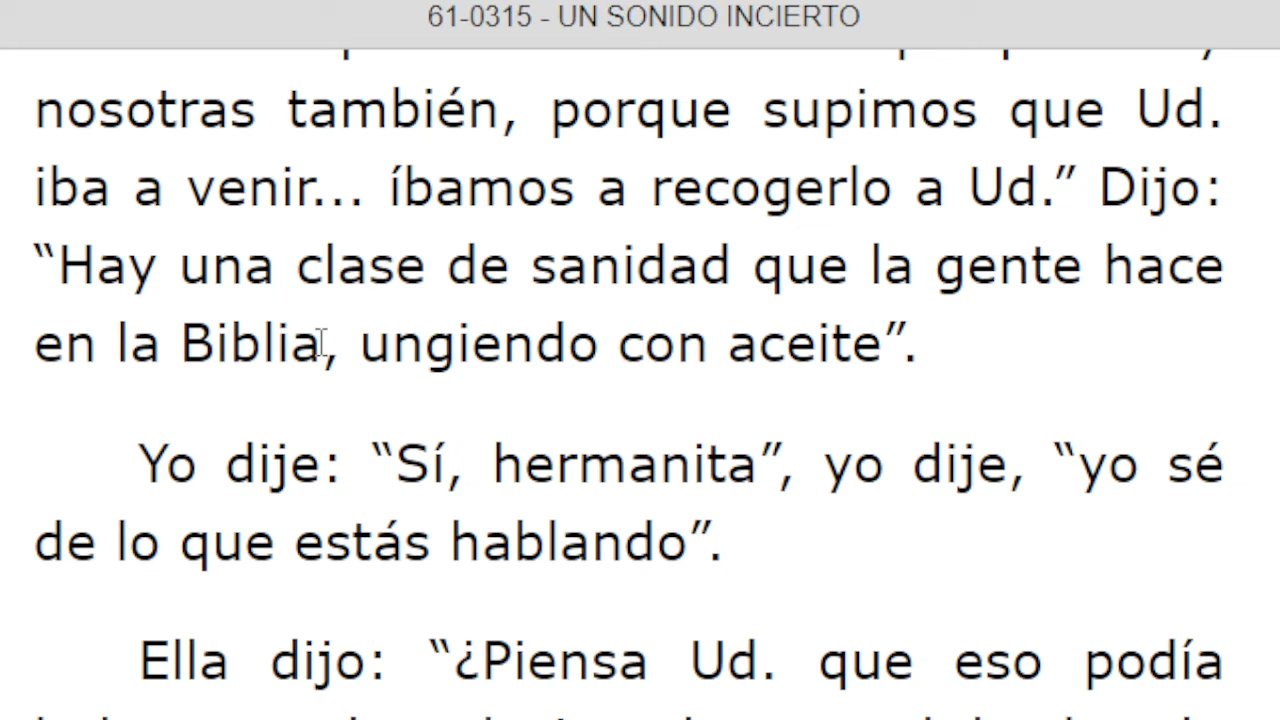 61-0315 - UN SONIDO INCIERTO
nosotras también, porque supimos que Ud.
iba a venir... íbamos a recogerlo a Ud.” Dijo:
“Hay una clase de sanidad que la gente hace
en la Biblia, ungiendo con aceite”.
Yo dije: “Sí, hermanita”, yo dije, “yo sé
de lo que estás hablando”.
Ella dijo: “¿Piensa Ud. que eso podía